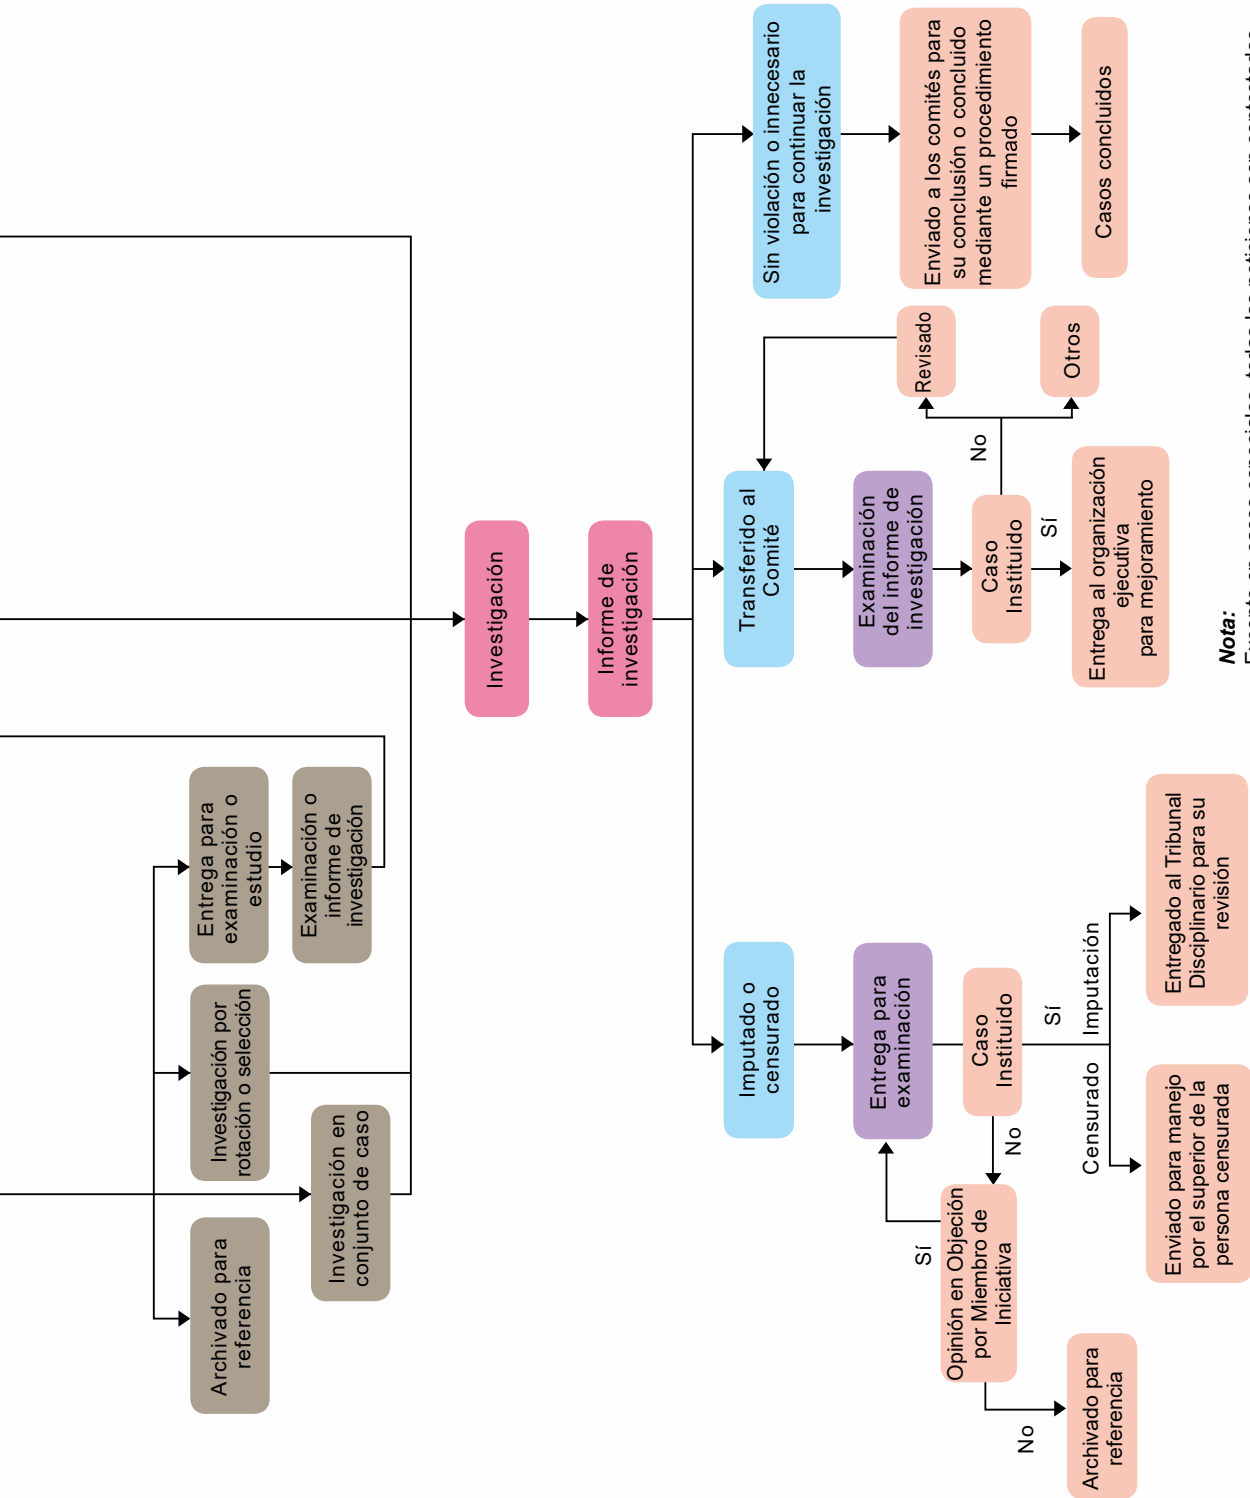 Archivado para
referencia
Investigación por
rotación o selección
Entrega para
examinación o
estudio
Investigación en
conjunto de caso
Examinación o
informe de
investigación
Investigación
Informe de
investigación
Imputado o
censurado
Transferido al
Comité
Sin violación o innecesario
para continuar la
investigación
Entrega para
examinación
Examinación
del informe de
investigación
Revisado
Enviado a los comités para
su conclusión o concluido
mediante un procedimiento
firmado
Sí
Opinión en Objeción
por Miembro de
Iniciativa
No
Caso
Instituido
Caso
Instituido
No
No
Sí
Sí
Otros
Casos concluidos
Archivado para
referencia
Censurado
Imputación
Entrega al organización
ejecutiva
para mejoramiento
Enviado para manejo
por el superior de la
persona censurada
Entregado al Tribunal
Disciplinario para su
revisión
Nota: